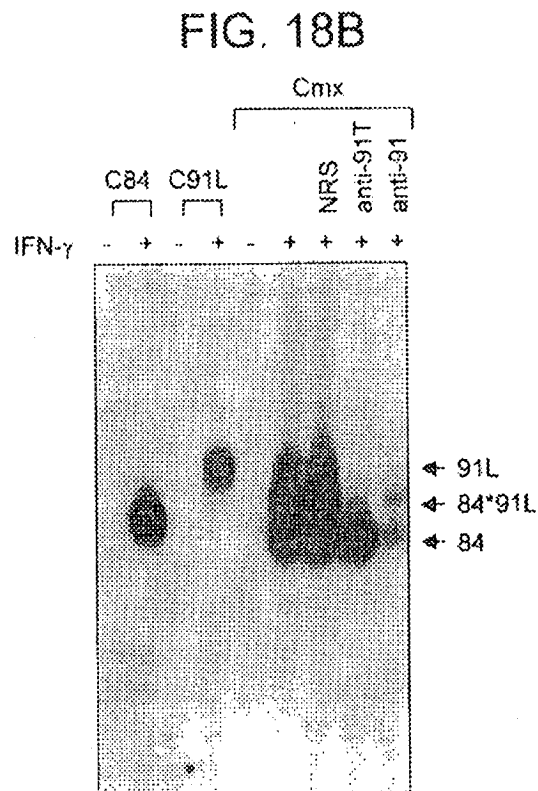 FIG. 18B
Cmx
C84 C91L NRS anti-91T anti-91
IFN-γ - + - + - + + + +
91L
84*91L
84